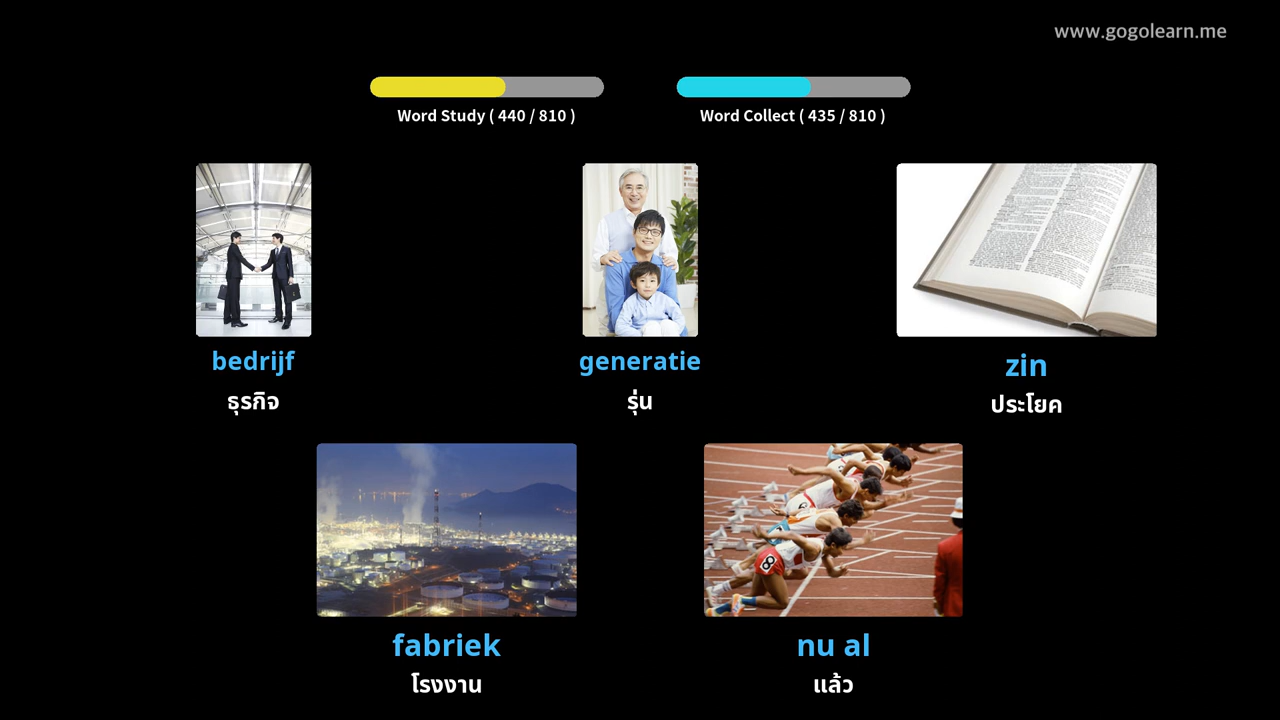 www.gogolearn.me
Word Study ( 440 / 810 )
Word Collect ( 435 / 810 )
bedrijf
ธุรกิจ
generatie
รุ่น
zin
ประโยค
fabriek
โรงงาน
nu al
แล้ว